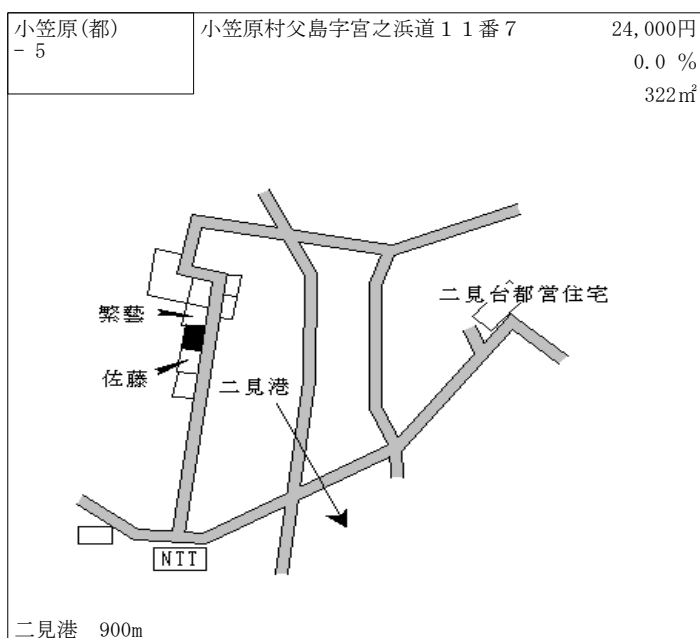 小笠原(都)
- 5
小笠原村父島字宮之浜道１１番７
24,000円
0.0 %
322㎡
二見台都営住宅
繁藝
佐藤
二見港
NTT
二見港 900m